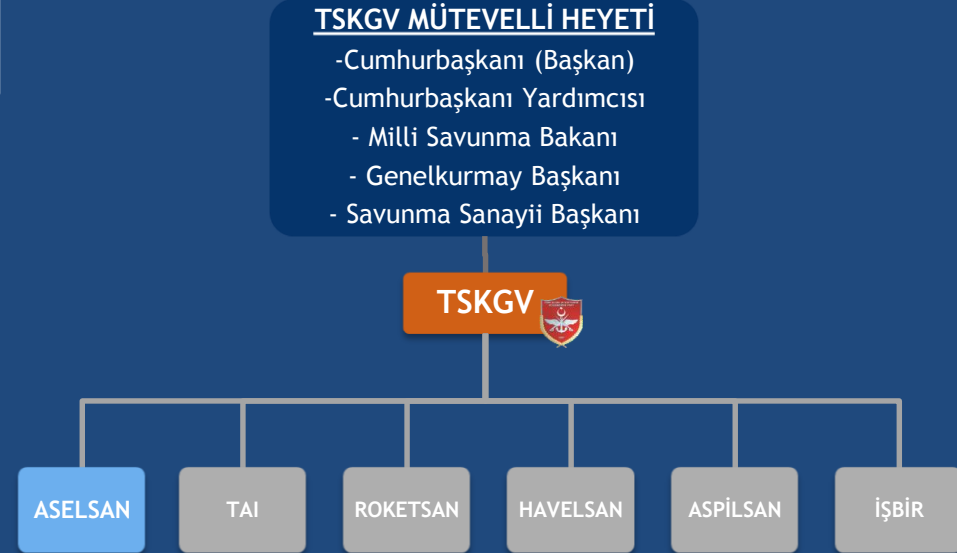 TSKGV MÜTEVELLİ HEYETİ
-Cumhurbaşkanı (Başkan)
-Cumhurbaşkanı Yardımcısı
- Milli Savunma Bakanı
- Genelkurmay Başkanı
- Savunma Sanayii Başkanı
TSKGV
ASELSAN
TAI
ROKETSAN
HAVELSAN
ASPİLSAN
İŞBİR